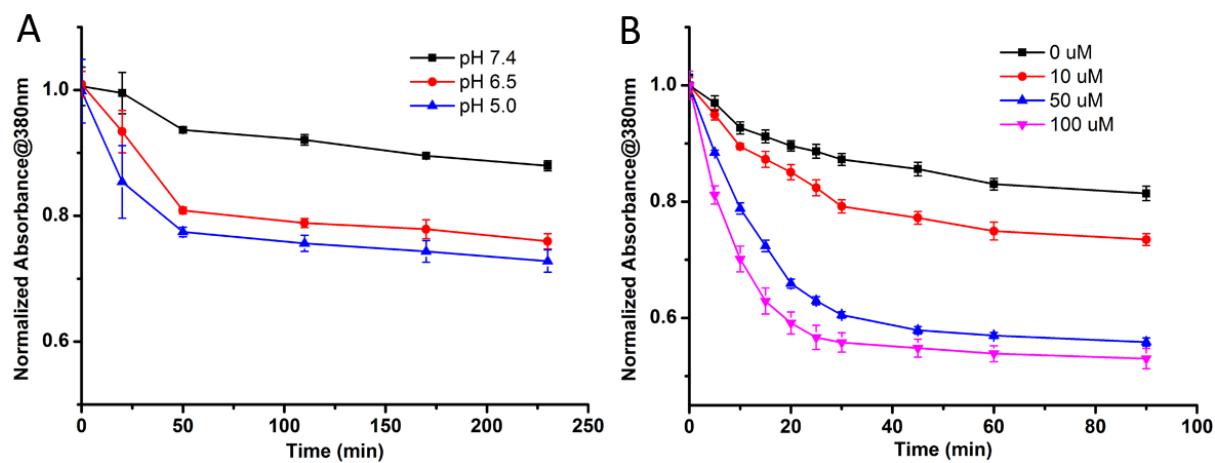 A
Normalized Absorbance@380nm
1.0
0.8
0.6
0 50 100 150 200 250
Time (min)
pH 7.4
pH 6.5
pH 5.0
B
Normalized Absorbance@380nm
1.0
0.8
0.6
0 20 40 60 80 100
Time (min)
0 uM
10 uM
50 uM
100 uM